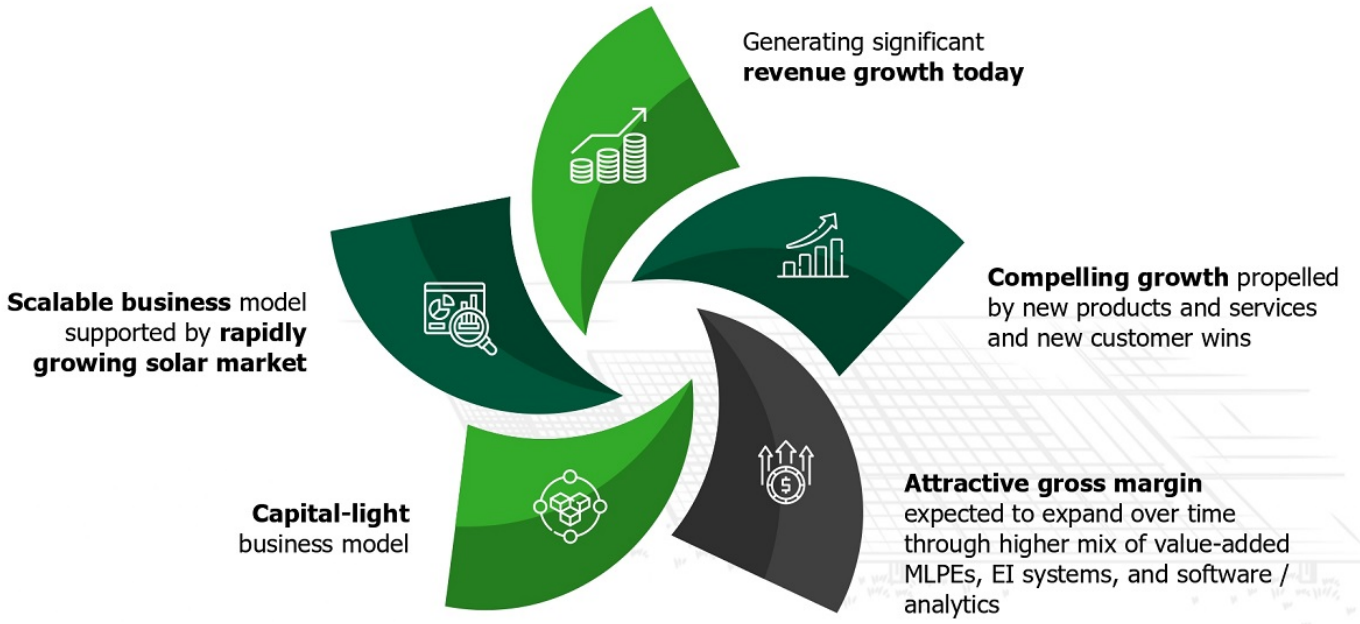 Generating significant
revenue growth today
Compelling growth propelled
by new products and services
and new customer wins
Attractive gross margin
expected to expand over time
through higher mix of value-added
MLPEs, EI systems, and software /
analytics
Capital-light
business model
Scalable business model
supported by rapidly
growing solar market
$